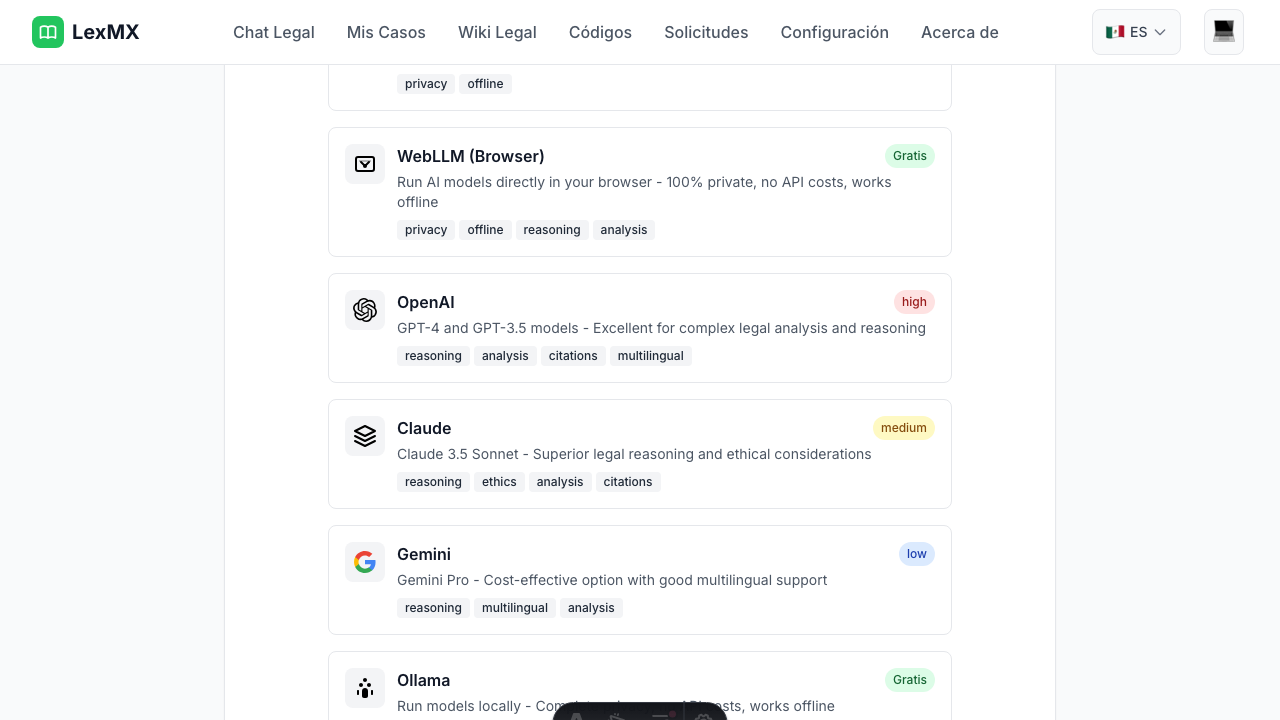 LexMX
Chat Legal
Mis Casos
Wiki Legal
Códigos
Solicitudes
Configuración
Acerca de
ES
privacy offline
WebLLM (Browser)
Gratis
Run AI models directly in your browser - 100% private, no API costs, works
offline
privacy offline reasoning analysis
OpenAI
high
GPT-4 and GPT-3.5 models - Excellent for complex legal analysis and reasoning
reasoning analysis citations multilingual
Claude
medium
Claude 3.5 Sonnet - Superior legal reasoning and ethical considerations
reasoning ethics analysis citations
Gemini
low
Gemini Pro - Cost-effective option with good multilingual support
reasoning multilingual analysis
Ollama
Gratis
Run models locally - costs, works offline